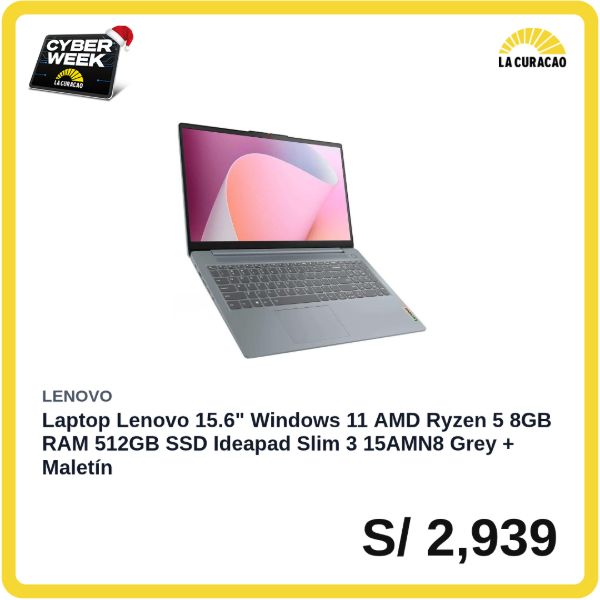 CYBER
WEEK
LA CURACAO
LA CURACAO
LENOVO
Laptop Lenovo 15.6" Windows 11 AMD Ryzen 5 8GB
RAM 512GB SSD Ideapad Slim 3 15AMN8 Grey +
Maletín
S/ 2,939